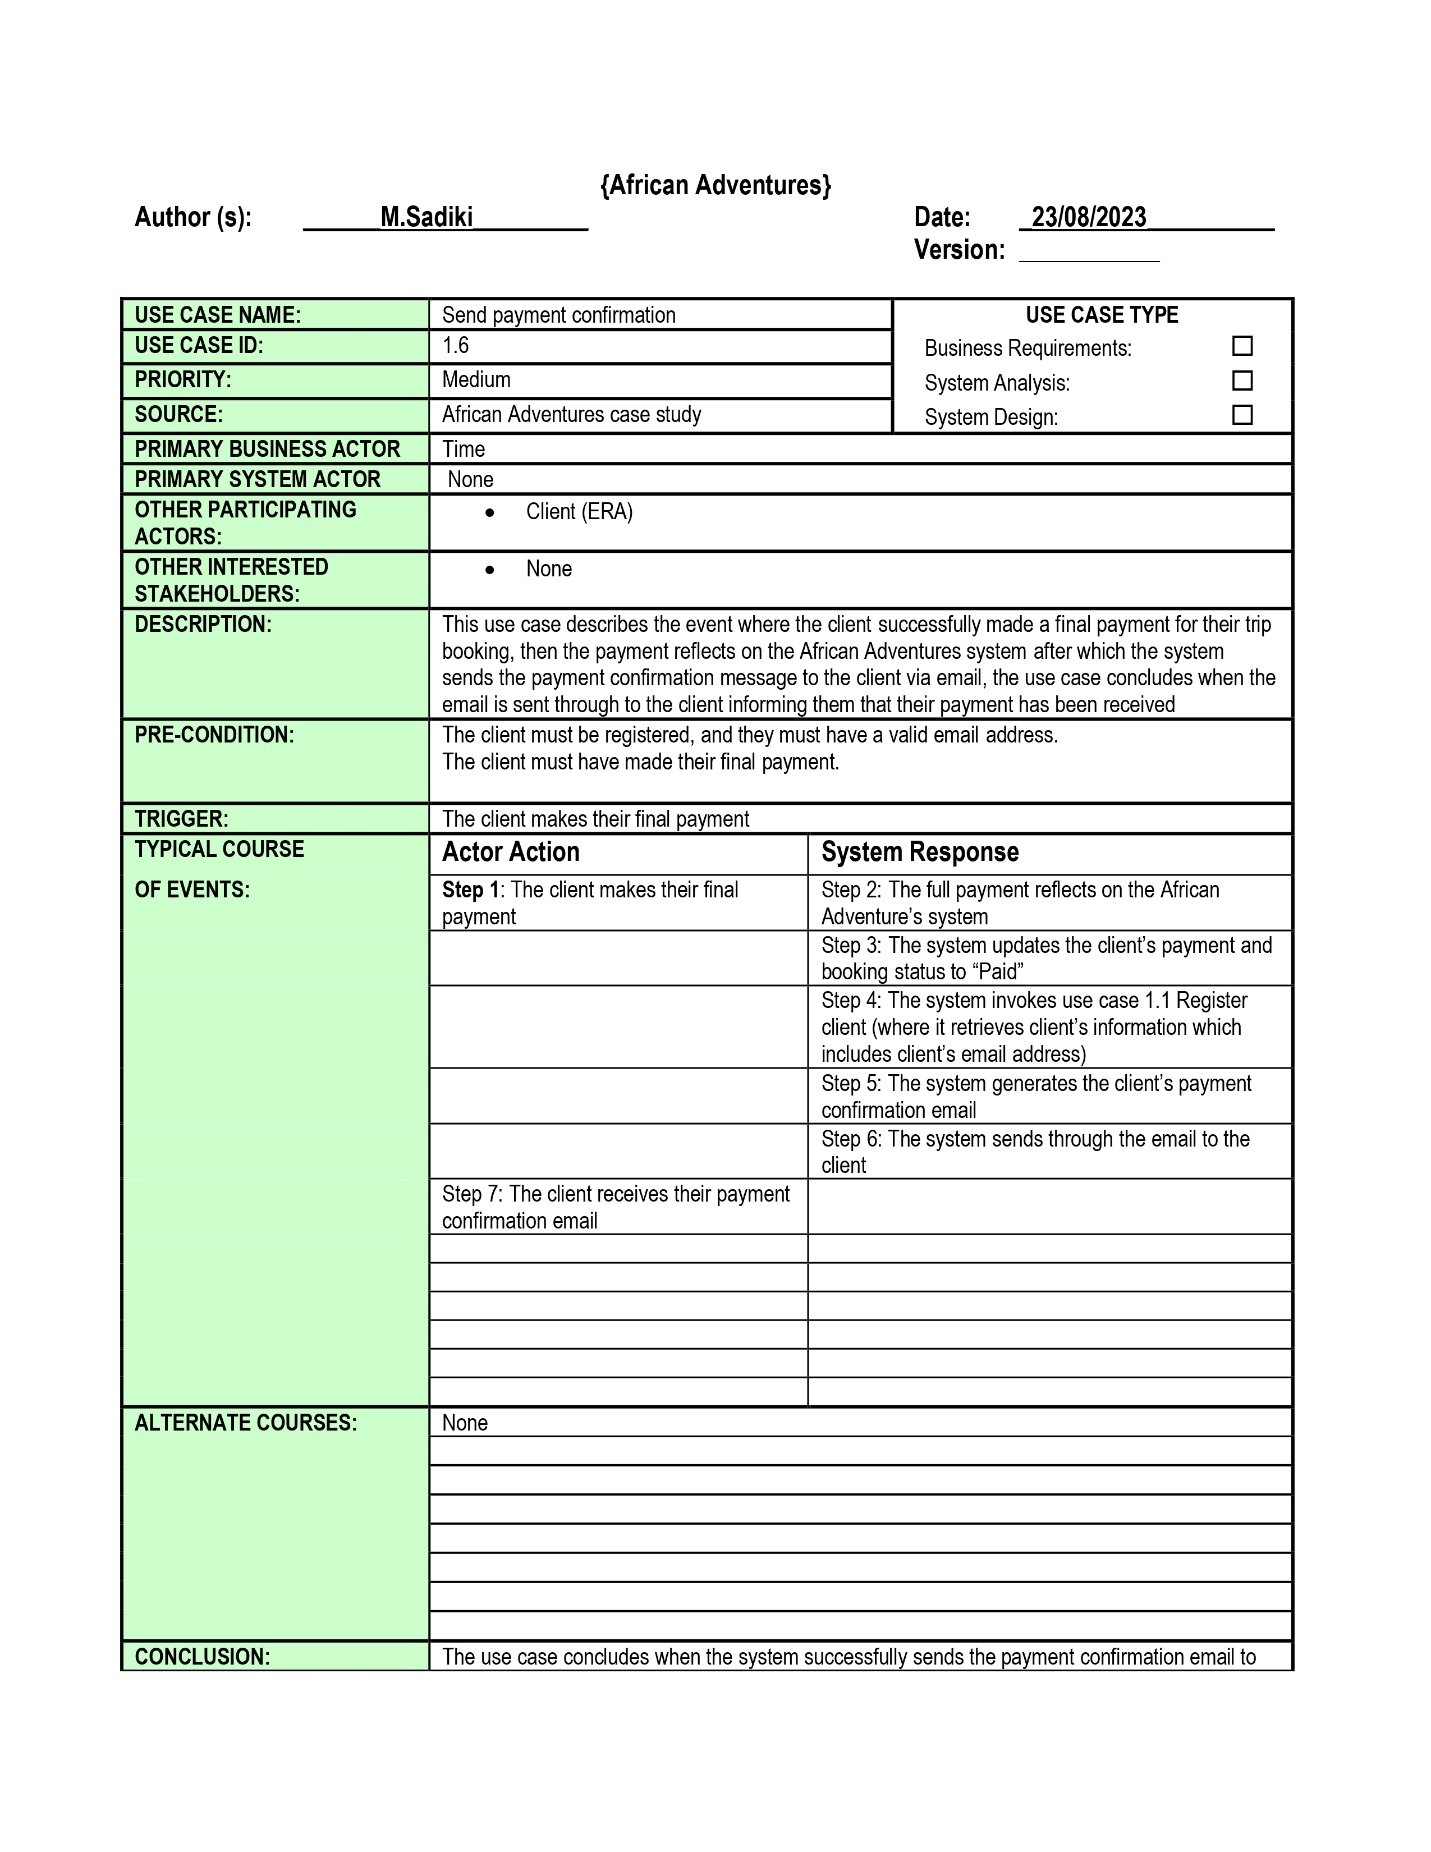 {African Adventures}
Author (s): M.Sadiki Date: 23/08/2023
Version:
USE CASE NAME: Send payment confirmation USE CASE TYPE
USE CASE ID: 1.6 Business Requirements: ☐
PRIORITY: Medium System Analysis: ☐
SOURCE: African Adventures case study System Design: ☐
PRIMARY BUSINESS ACTOR Time
PRIMARY SYSTEM ACTOR None
OTHER PARTICIPATING
ACTORS:
• Client (ERA)
OTHER INTERESTED
STAKEHOLDERS:
• None
DESCRIPTION:
This use case describes the event where the client successfully made a final payment for their trip
booking, then the payment reflects on the African Adventures system after which the system
sends the payment confirmation message to the client via email, the use case concludes when the
email is sent through to the client informing them that their payment has been received
PRE-CONDITION:
The client must be registered, and they must have a valid email address.
The client must have made their final payment.
TRIGGER: The client makes their final payment
TYPICAL COURSE
OF EVENTS:
Actor Action System Response
Step 1: The client makes their final
payment
Step 2: The full payment reflects on the African
Adventure’s system
Step 3: The system updates the client’s payment and
booking status to “Paid”
Step 4: The system invokes use case 1.1 Register
client (where it retrieves client’s information which
includes client’s email address)
Step 5: The system generates the client’s payment
confirmation email
Step 6: The system sends through the email to the
client
Step 7: The client receives their payment
confirmation email
ALTERNATE COURSES: None
CONCLUSION: The use case concludes when the system successfully sends the payment confirmation email to